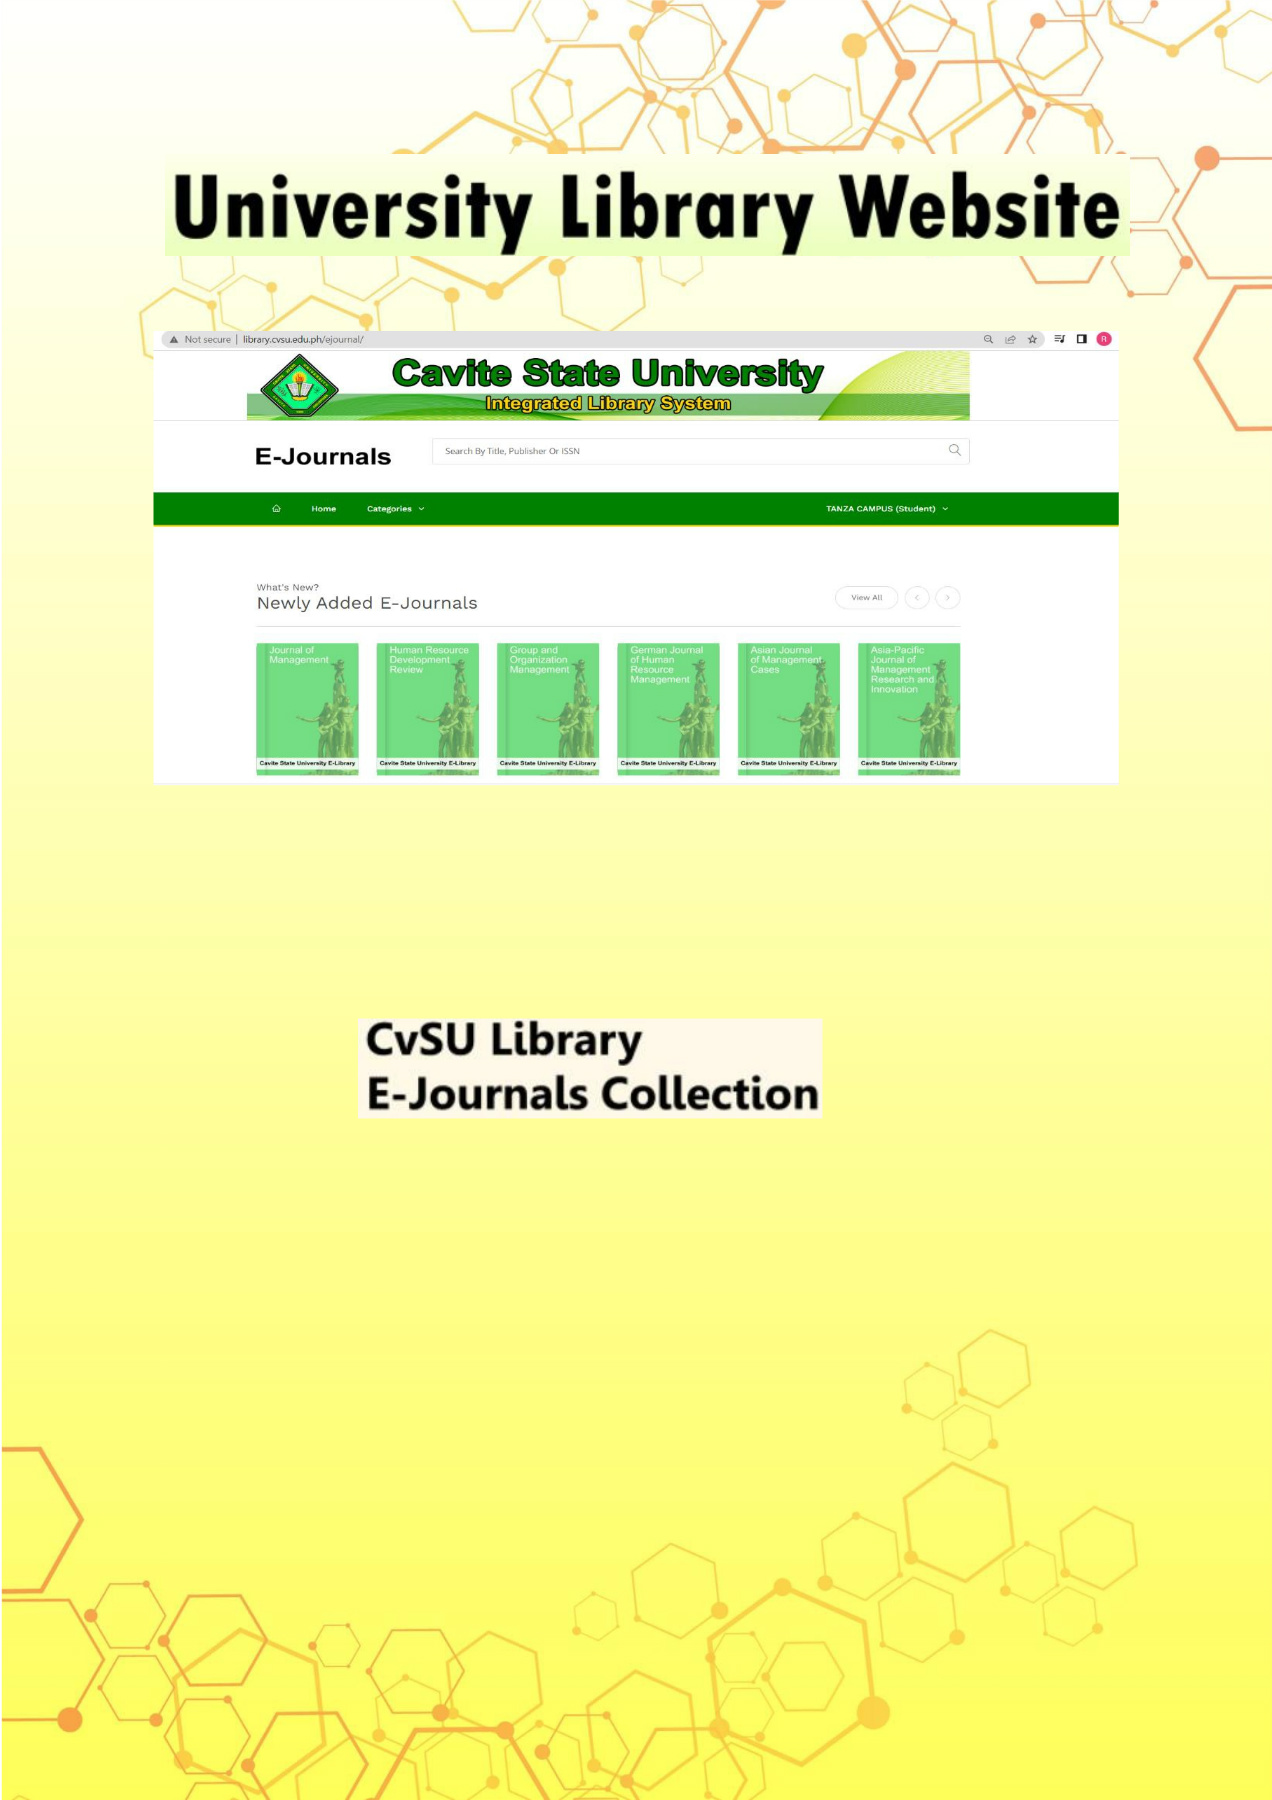 University Library Website
Not secure | library.cvsu.edu.ph/ejournal/
R
Cavite State University
Integrated Library System
E-Journals
Search By Title, Publisher Or ISSN
Home
Categories
TANZA CAMPUS (Student)
What's New?
Newly Added E-Journals
View All
Journal of
Management
Cavite State University E-Library
Human Resource
Development
Review
Cavite State University E-Library
Group and
Organization
Management
Cavite State University E-Library
German Journal
of Human
Resource
Management
Cavite State University E-Library
Asian Journal
of Management
Cases
Cavite State University E-Library
Asia-Pacific
Journal of
Management
Research and
Innovation
Cavite State University E-Library
CvSU Library
E-Journals Collection